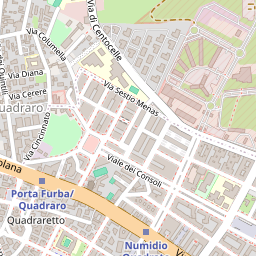 Via Columella
Via di Centocelle
Via Diana
Via Cerere
Via Sestio Menas
Via Cincinnato
Viale dei Consoli
Porta Furba/
Quadraro
Quadraretto
Numidio